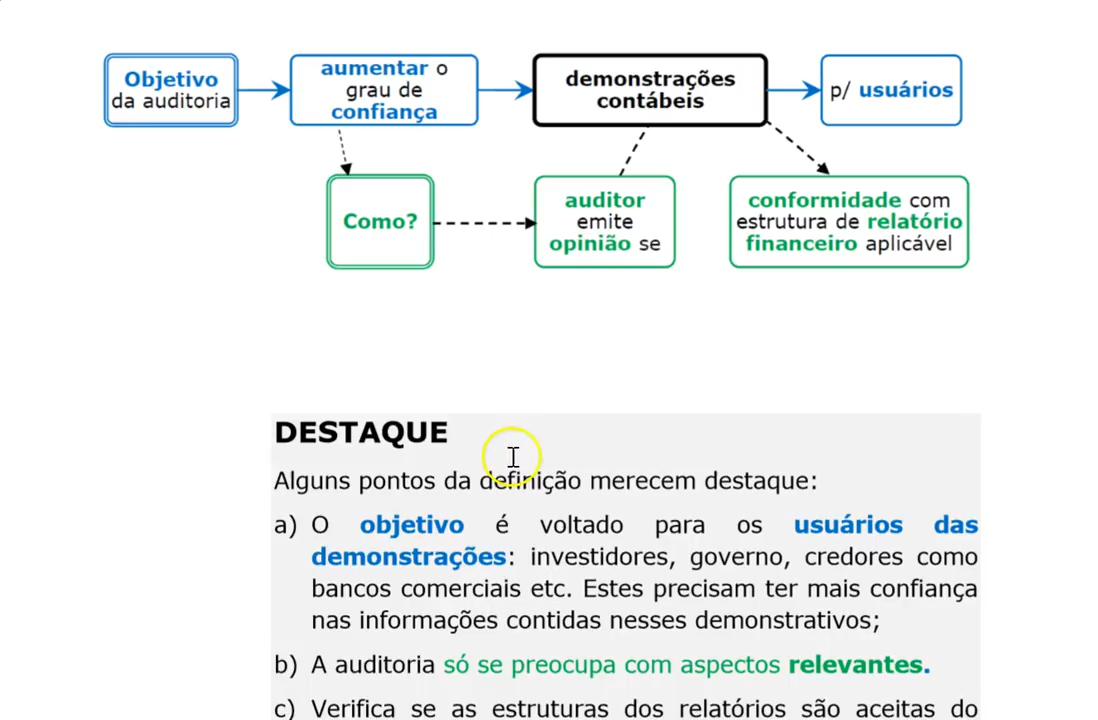 Objetivo
da auditoria
aumentar o
grau de
confiança
demonstrações
contábeis
p/ usuários
Como?
auditor
emite
opinião se
conformidade com
estrutura de relatório
financeiro aplicável
DESTAQUE
Alguns pontos da definição merecem destaque:
a) O objetivo é voltado para os usuários das
demonstrações: investidores, governo, credores como
bancos comerciais etc. Estes precisam ter mais confiança
nas informações contidas nesses demonstrativos;
b) A auditoria só se preocupa com aspectos relevantes.
c) Verifica se as estruturas dos relatórios são aceitas do